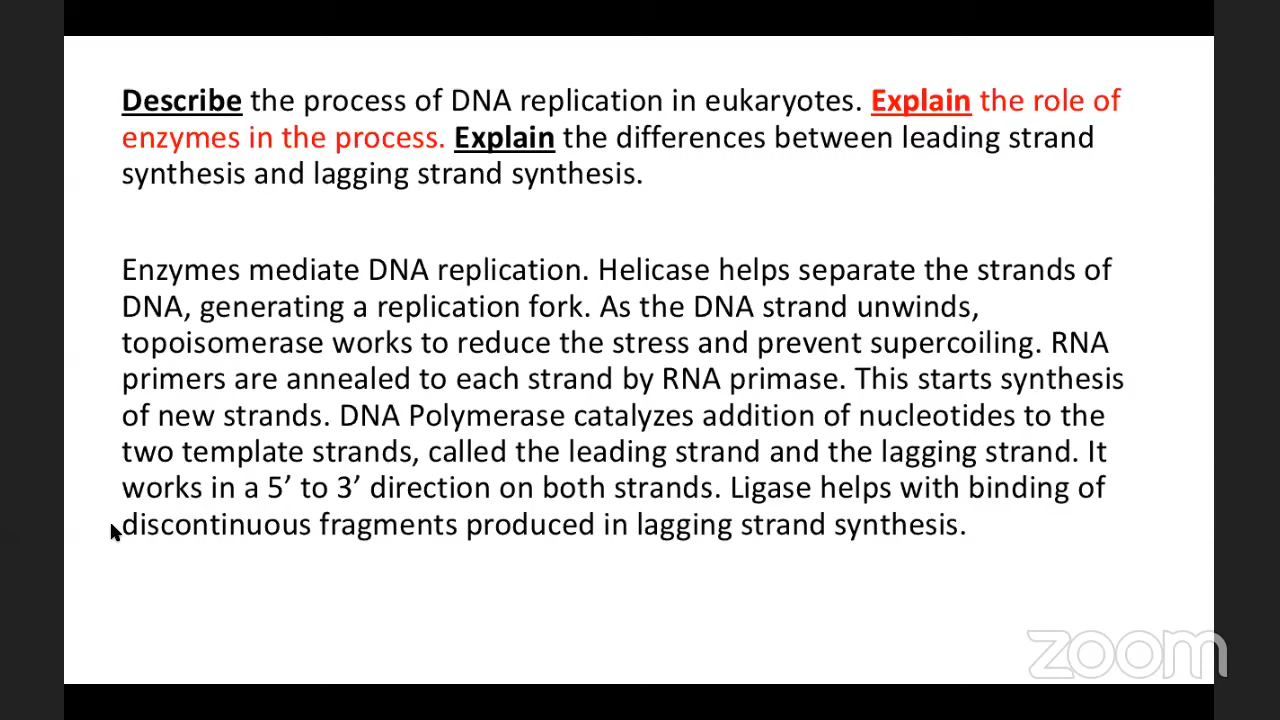 Describe the process of DNA replication in eukaryotes. Explain the role of
enzymes in the process. Explain the differences between leading strand
synthesis and lagging strand synthesis.
Enzymes mediate DNA replication. Helicase helps separate the strands of
DNA, generating a replication fork. As the DNA strand unwinds,
topoisomerase works to reduce the stress and prevent supercoiling. RNA
primers are annealed to each strand by RNA primase. This starts synthesis
of new strands. DNA Polymerase catalyzes addition of nucleotides to the
two template strands, called the leading strand and the lagging strand. It
works in a 5’ to 3’ direction on both strands. Ligase helps with binding of
discontinuous fragments produced in lagging strand synthesis.
zoom